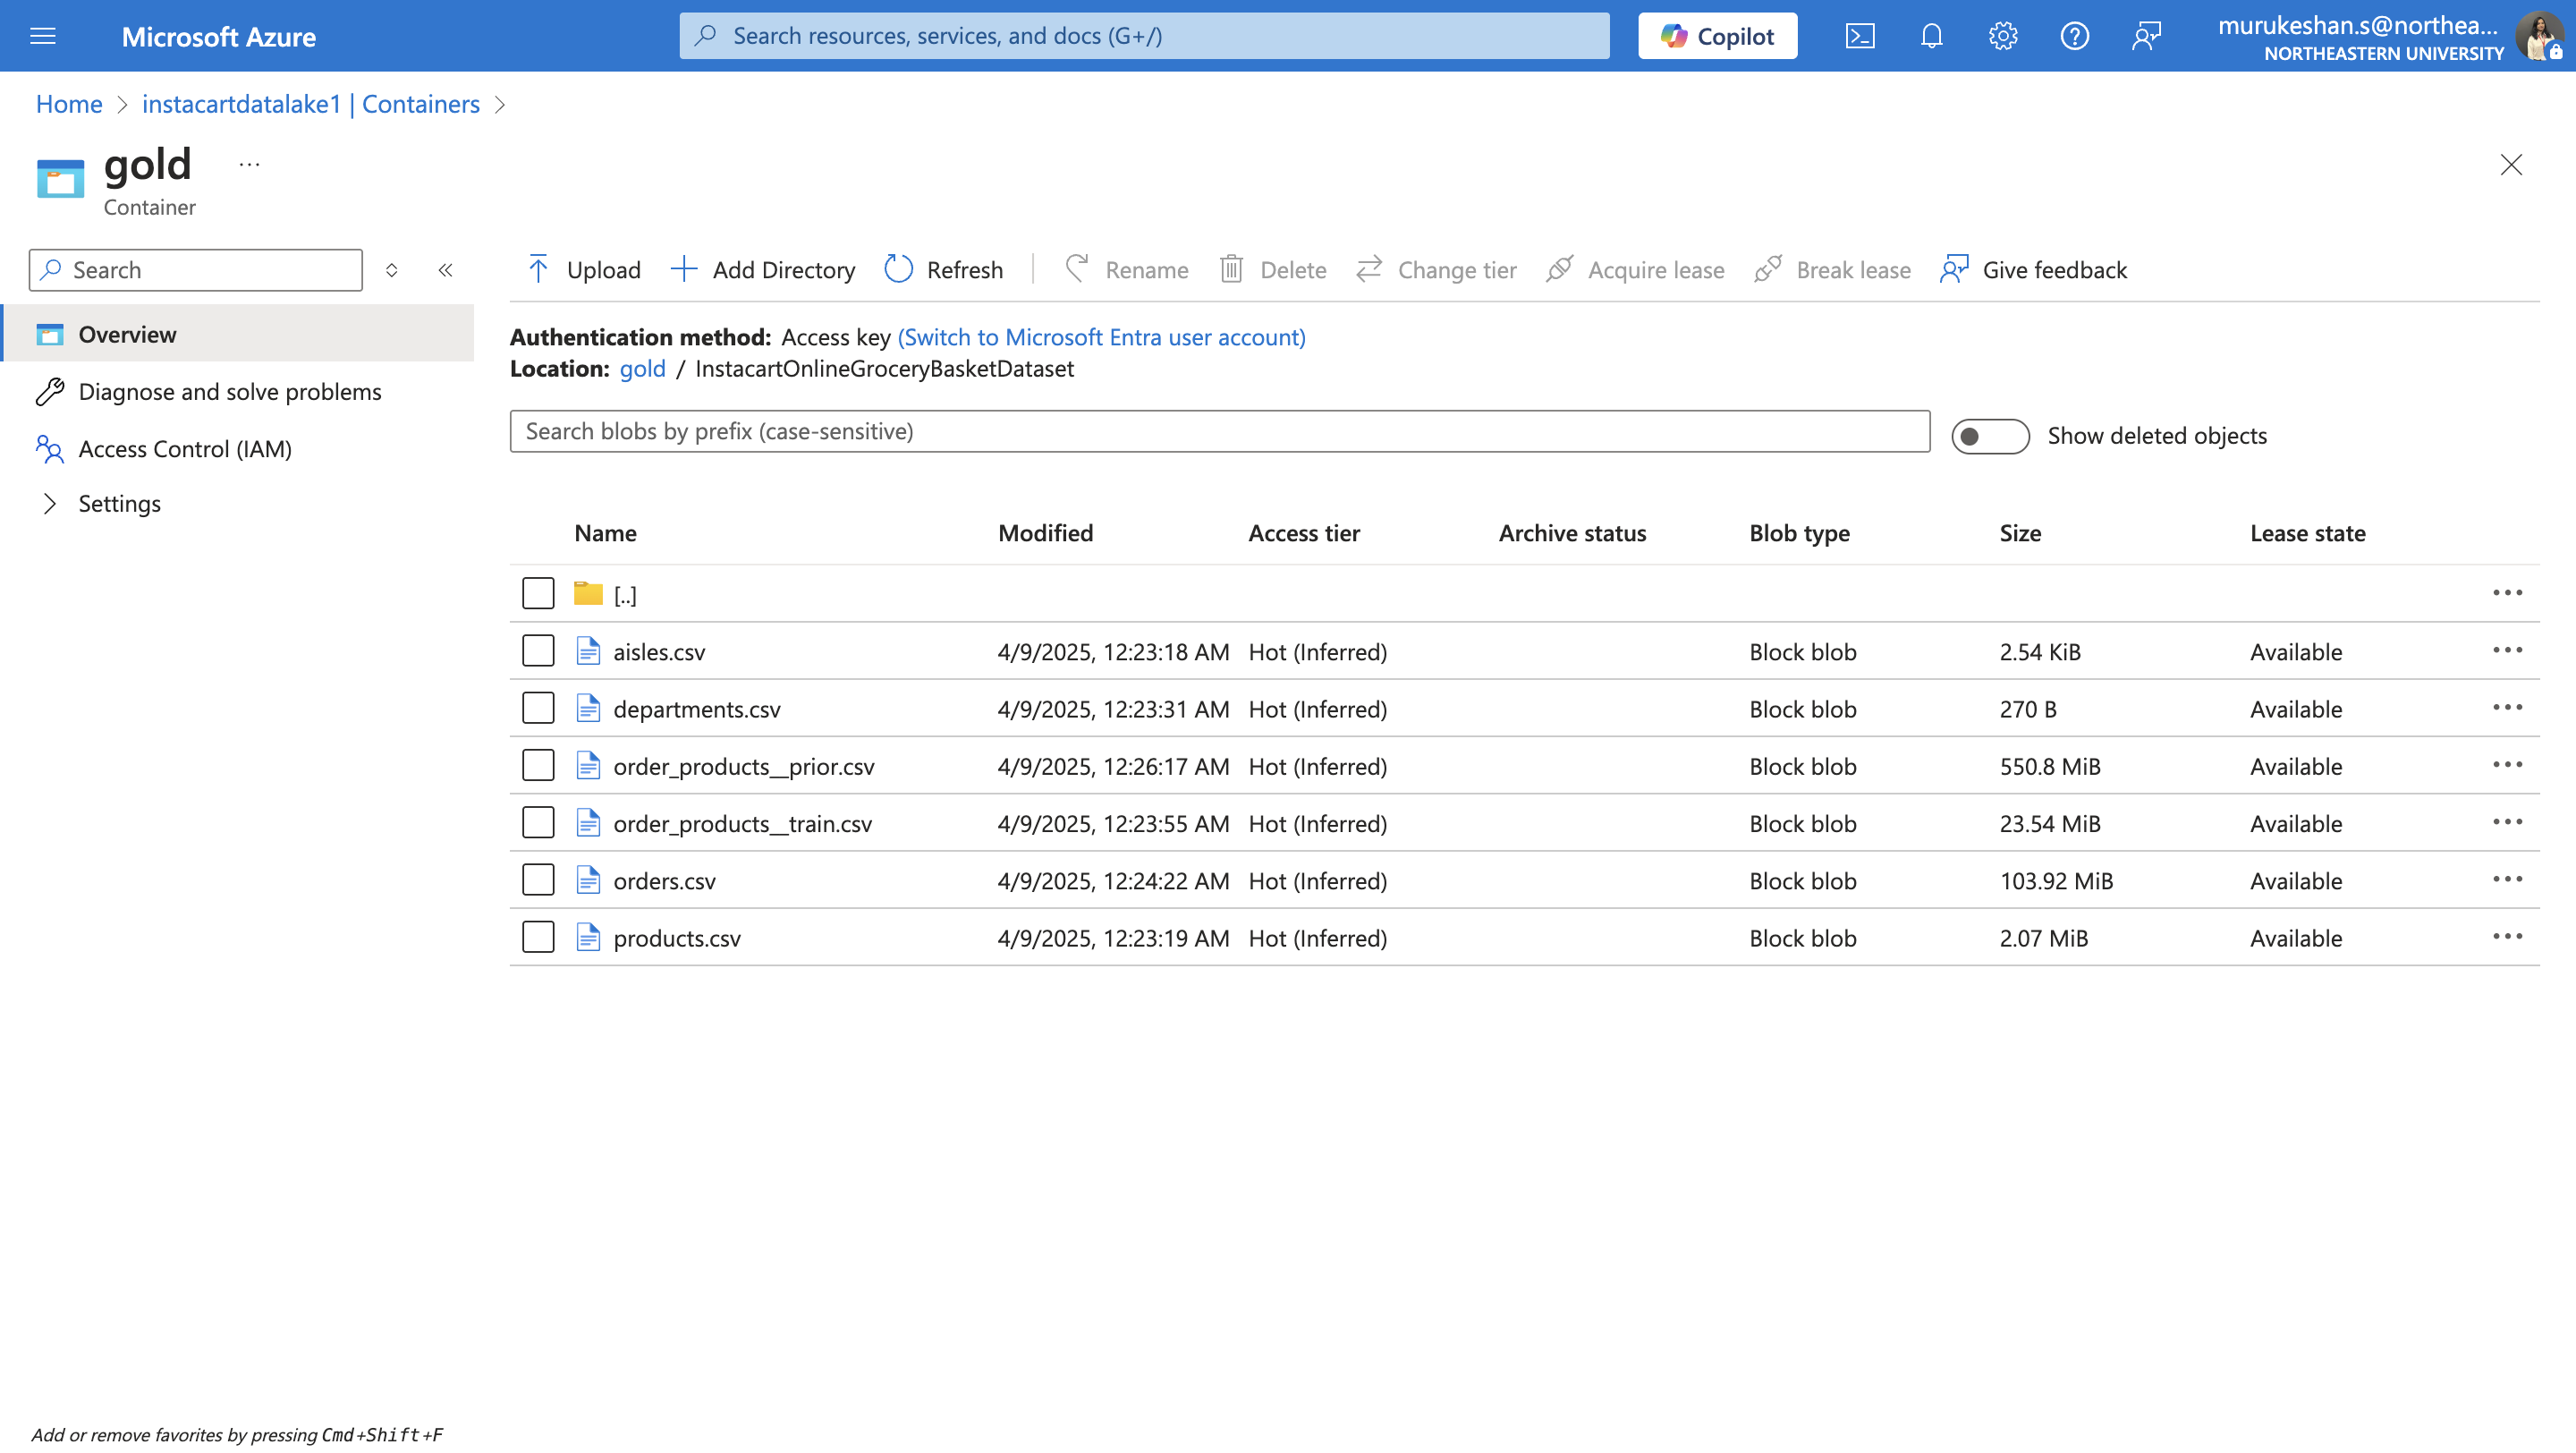 Microsoft Azure
Search resources, services, and docs (G+/)
Copilot
murukeshan.s@northea...
NORTHEASTERN UNIVERSITY
Home > instacartdatalake1 | Containers >
gold ...
Container
Search
Upload Add Directory Refresh Rename Delete Change tier Acquire lease Break lease Give feedback
Overview
Diagnose and solve problems
Access Control (IAM)
Settings
Authentication method: Access key (Switch to Microsoft Entra user account)
Location: gold / InstacartOnlineGroceryBasketDataset
Search blobs by prefix (case-sensitive)
Show deleted objects
Name Modified Access tier Archive status Blob type Size Lease state
[..]
aisles.csv 4/9/2025, 12:23:18 AM Hot (Inferred) Block blob 2.54 KiB Available
departments.csv 4/9/2025, 12:23:31 AM Hot (Inferred) Block blob 270 B Available
order_products__prior.csv 4/9/2025, 12:26:17 AM Hot (Inferred) Block blob 550.8 MiB Available
order_products__train.csv 4/9/2025, 12:23:55 AM Hot (Inferred) Block blob 23.54 MiB Available
orders.csv 4/9/2025, 12:24:22 AM Hot (Inferred) Block blob 103.92 MiB Available
products.csv 4/9/2025, 12:23:19 AM Hot (Inferred) Block blob 2.07 MiB Available
Add or remove favorites by pressing Cmd+Shift+F